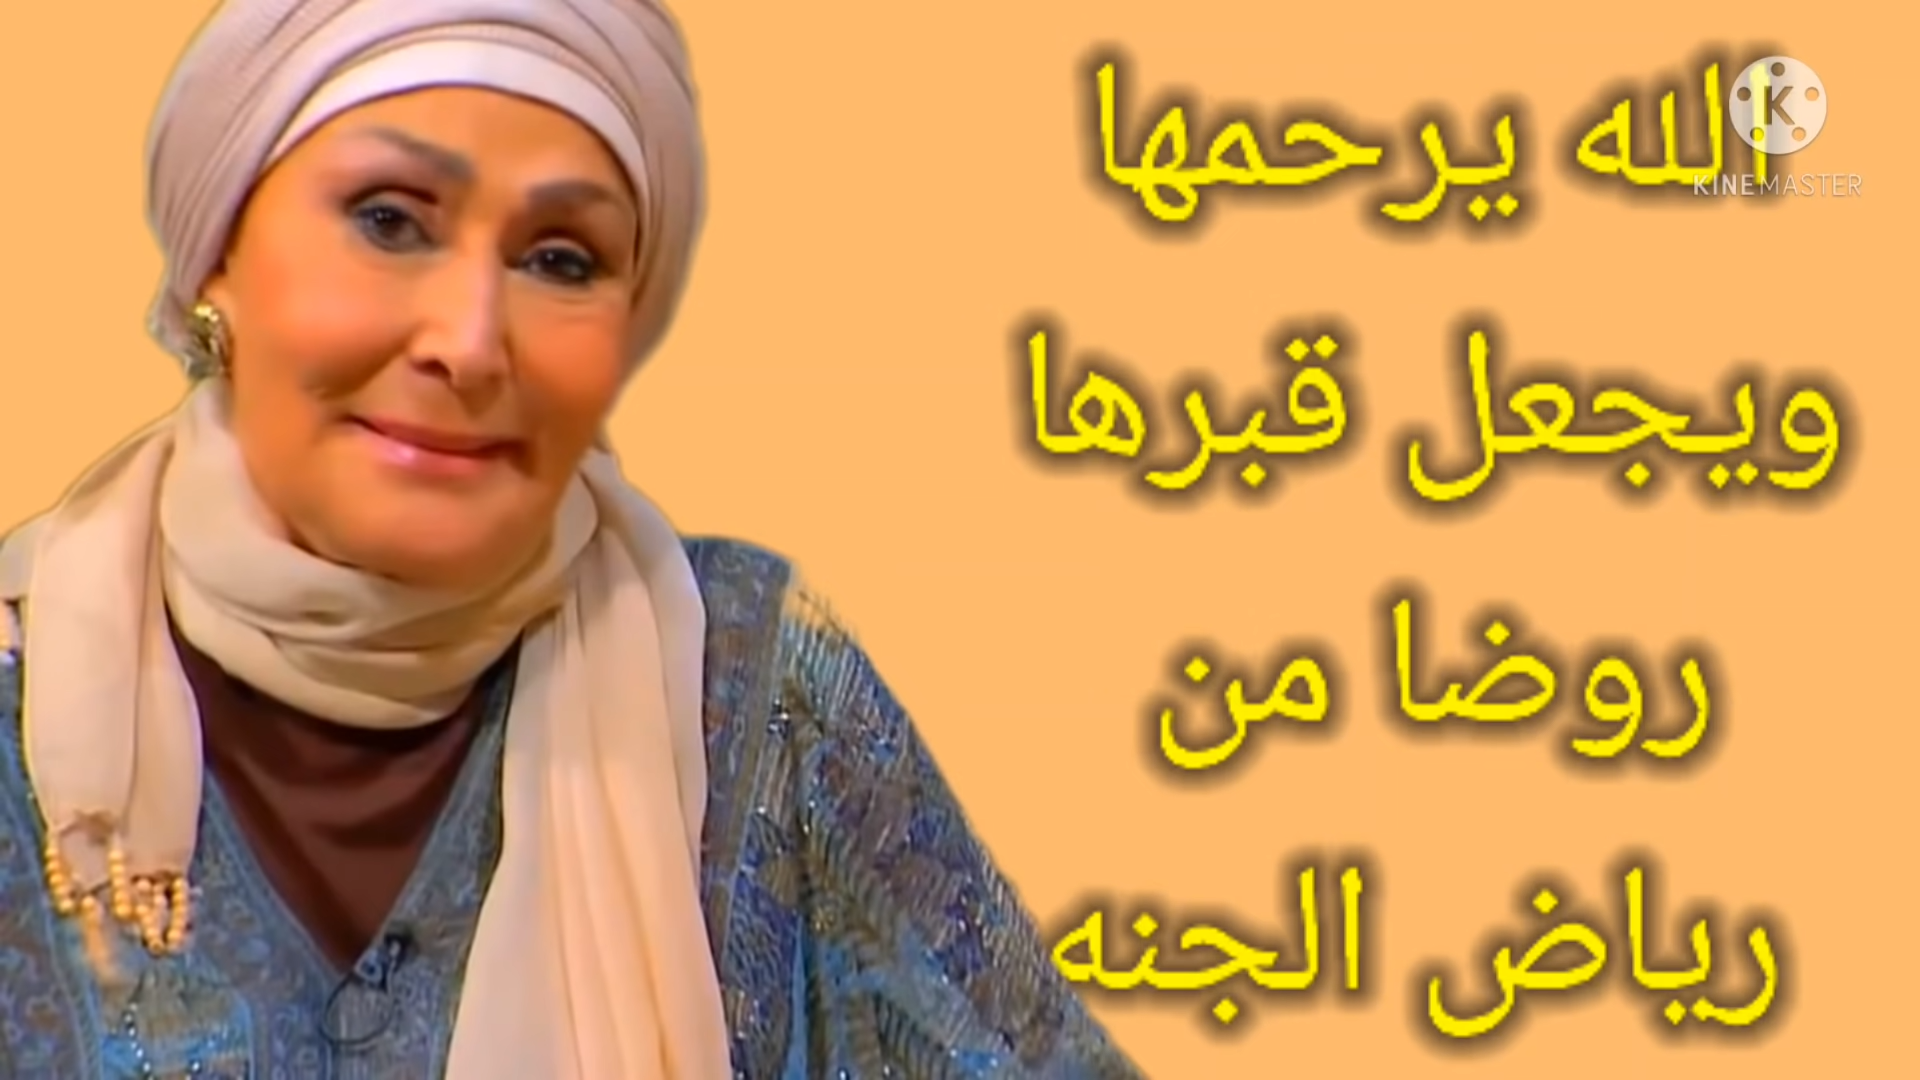 الله يرحمها
ويجعل قبرها
روضا من
رياض الجنه
K
KINEMASTER